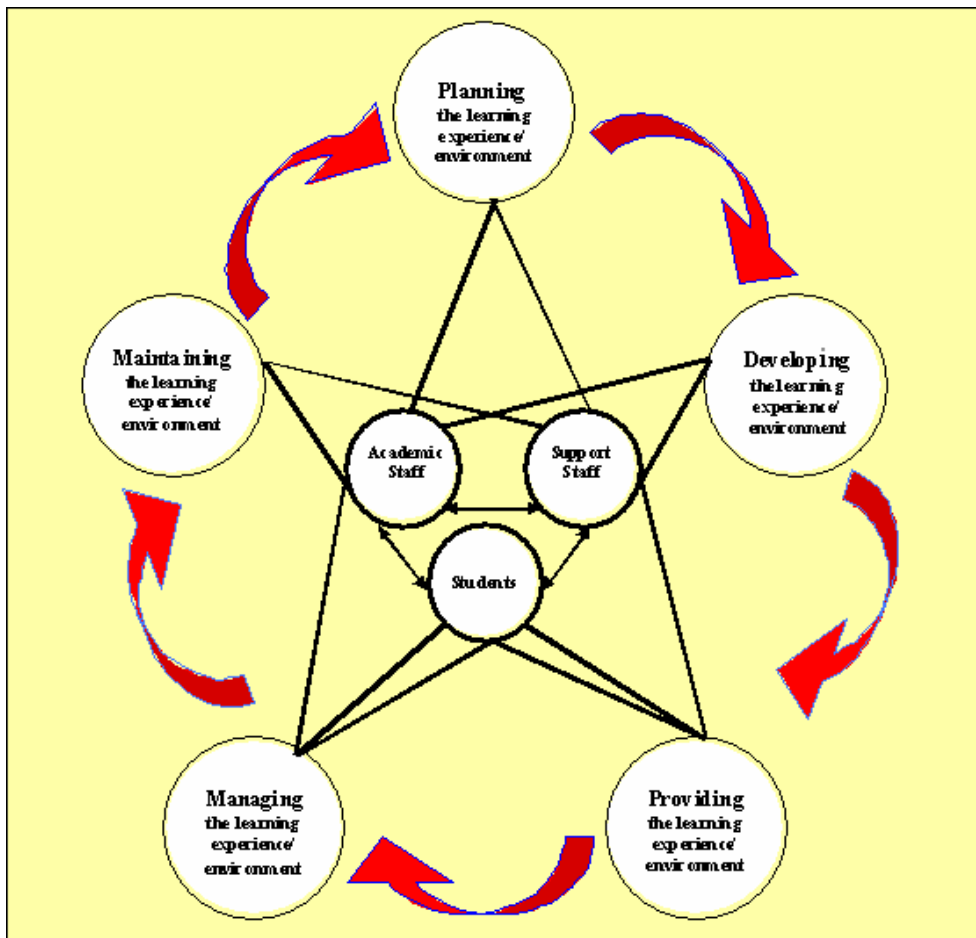 Planning
the learning
experience/
environment
Maintaining
the learning
experience/
environment
Developing
the learning
experience/
environment
Academic
Staff
Support
Staff
Students
Managing
the learning
experience/
environment
Providing
the learning
experience/
environment